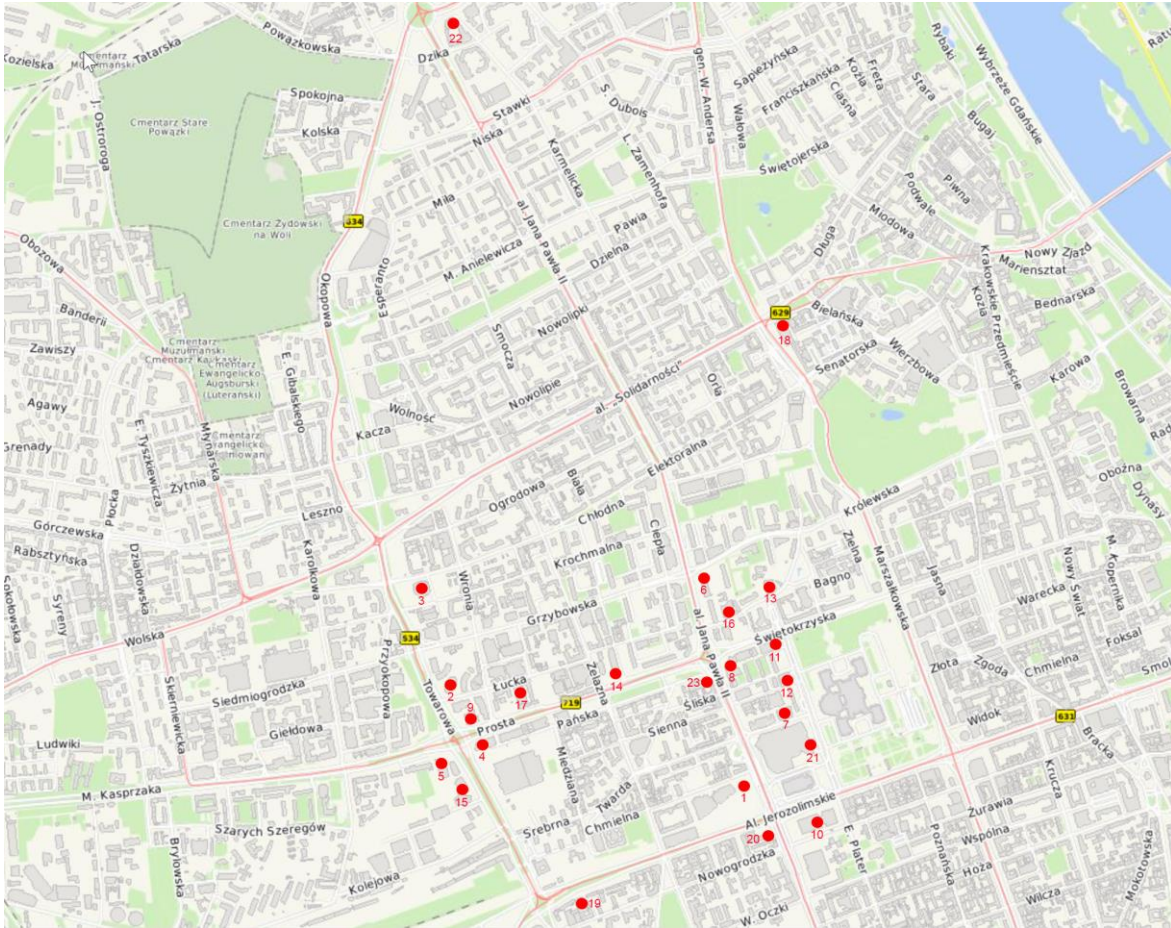 22
Kozielska
Cmentarz
Tatarska
Powązkowska
Dzika
Spokojna
Kolska
Cmentarz Stare
Powązki
J. Ostroroga
Stawki
Niska
S. Dubois
gen. W. Andersa
Sapieżyńska
Franciszkańska
Wałowa
Freta
Kozia
Ciasna
Stara
Rybaki
Wybrzeże Gdańskie
Bugaj
Karmelicka
L. Zamenhofa
Świętojerska
Piwna
Podwale
Miodowa
Miła
634
Cmentarz Żydowski
na Woli
al. Jana Pawła II
Pawia
Dzielna
Długa
Obozowa
M. Anielewicza
Esperanto
Okopowa
Nowy Zjazd
Mariensztat
Krakowskie Przedmieście
Kozia
Bednarska
Banderii
Nowolipki
629
Bielańska
18
Zawiszy
Cmentarz
Muzułmański
Cmentarz
Ewangelicko
Augsburski
(Luterański)
E. Gibalskiego
Smocza
Senatorska
Wierzbowa
Karowa
Nowolipie
al. „Solidarności”
Orla
Browarna
Agawy
Wolność
Kacza
Grenady
E. Tyszkiewicza
Młynarska
Elektoralna
Obożna
Dynasy
Żytnia
Płocka
Ogrodowa
Biała
Leszno
Chłodna
Królewska
Górczewska
Rabsztyńska
Działdowska
Karolkowa
Krochmalna
Ciepła
Zielna
Marszałkowska
Jasna
M. Kopernika
Nowy Świat
Sokołowska
Syreny
Wronia
3
6
13
Bagno
Warecka
Grzybowska
16
Foksal
Wolska
534
al. Jana Pawła II
Świętokrzyska
11
Przyokopowa
Chmielna
Zgoda
Złota
Skierniewicka
Siedmiogrodzka
Towarowa
2
Łucka
17
14
Żelazna
8
23
Śliska
12
719
9
Prosta
Pańska
7
631
Widok
Giełdowa
Ludwiki
4
Sienna
Bracka
Miedziana
21
5
15
M. Kasprzaka
Twarda
1
Krucza
Srebrna
Chmielna
Al. Jerozolimskie
Żurawia
Szarych Szeregów
20
10
Wspólna
Nowogrodzka
E. Plater
Poznańska
Hoża
Mokotowska
Brylowska
Kolejowa
Wilcza
19
W. Oczki